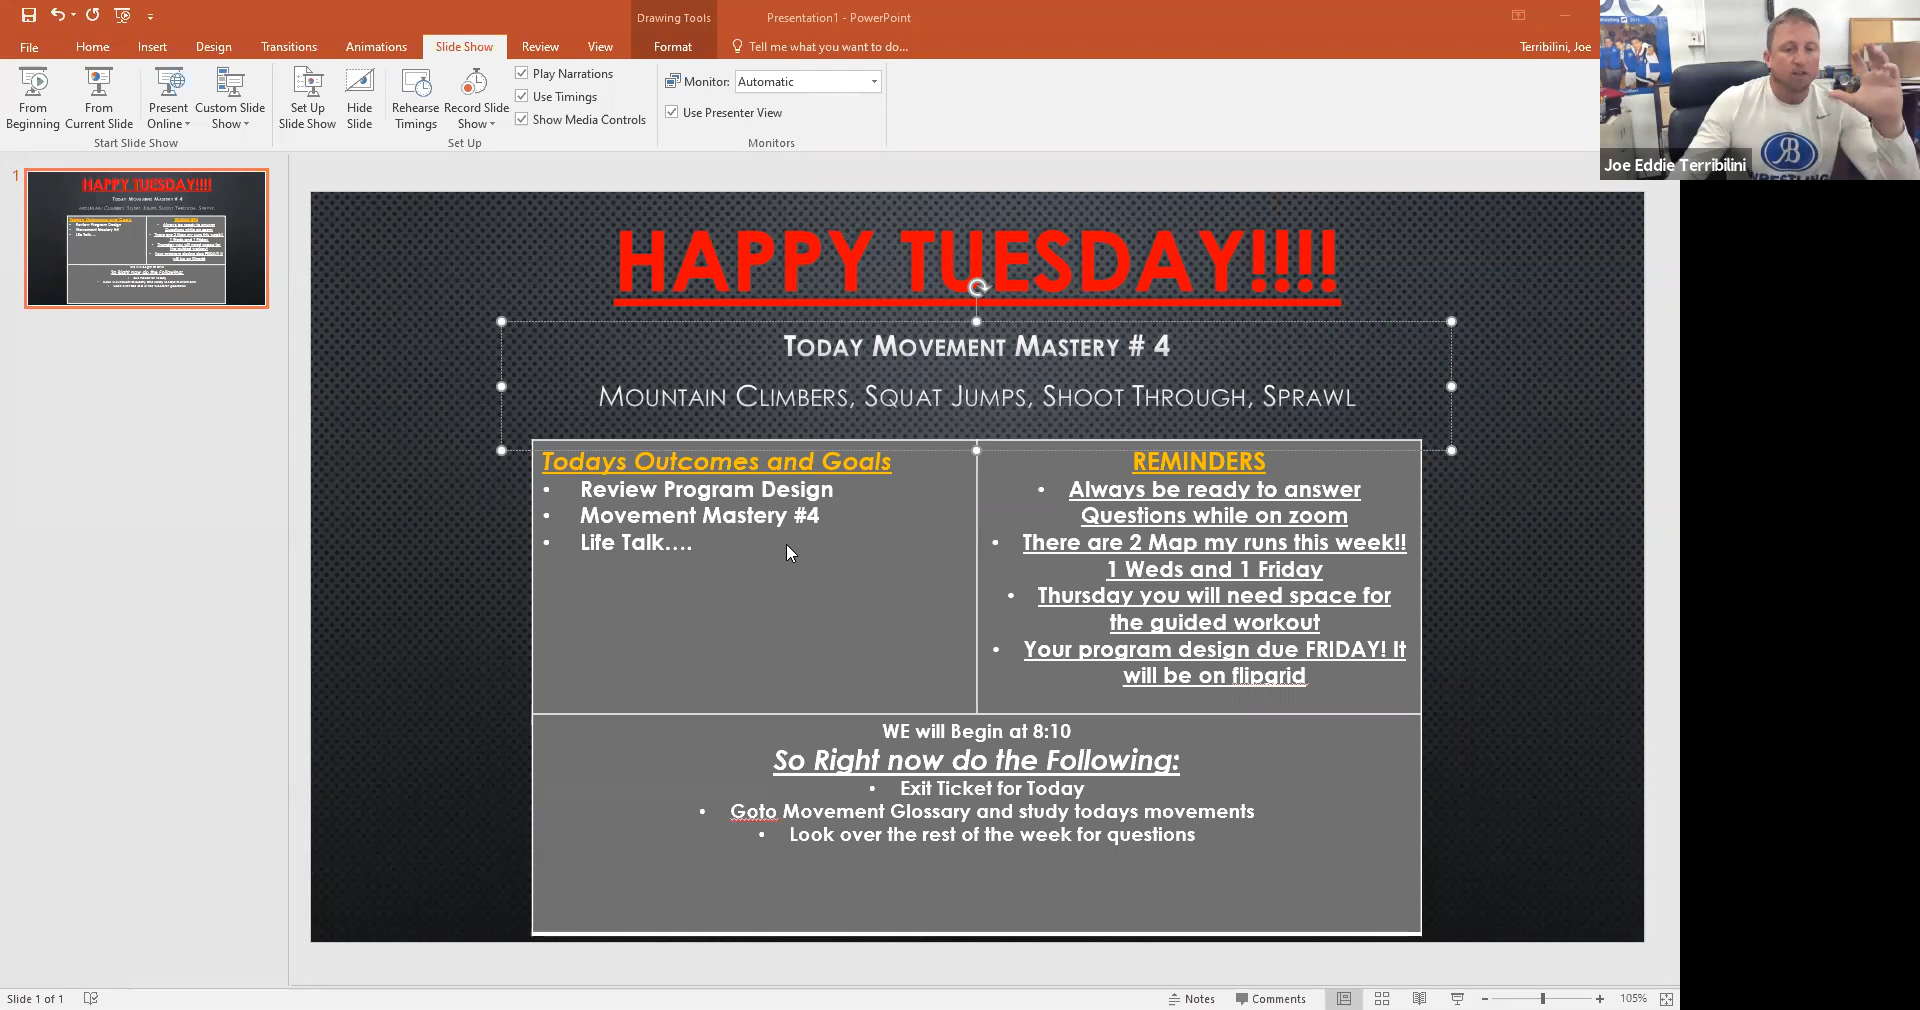 Drawing Tools
Presentation1 - PowerPoint
File Home Insert Design Transitions Animations Slide Show Review View Format Tell me what you want to do... Terribilini, Joe
From Beginning
From Current Slide
Present Online
Custom Slide Show
Set Up Slide Show
Hide Slide
Rehearse Timings
Record Slide Show
Play Narrations
Use Timings
Show Media Controls
Monitor: Automatic
Use Presenter View
Start Slide Show
Set Up
Monitors
Joe Eddie Terribilini
1
HAPPY TUESDAY!!!!
Today Movement Mastery # 4
Mountain Climbers, Squat Jumps, Shoot Through, Sprawl
Todays Outcomes and Goals
• Review Program Design
• Movement Mastery #4
• Life Talk....
REMINDERS
• Always be ready to answer
Questions while on zoom
• There are 2 Map my runs this week!!
1 Weds and 1 Friday
• Thursday you will need space for
the guided workout
• Your program design due FRIDAY! It
will be on flipgrid
WE will Begin at 8:10
So Right now do the Following:
• Exit Ticket for Today
• Goto Movement Glossary and study todays movements
• Look over the rest of the week for questions
Slide 1 of 1
Notes
Comments
105%